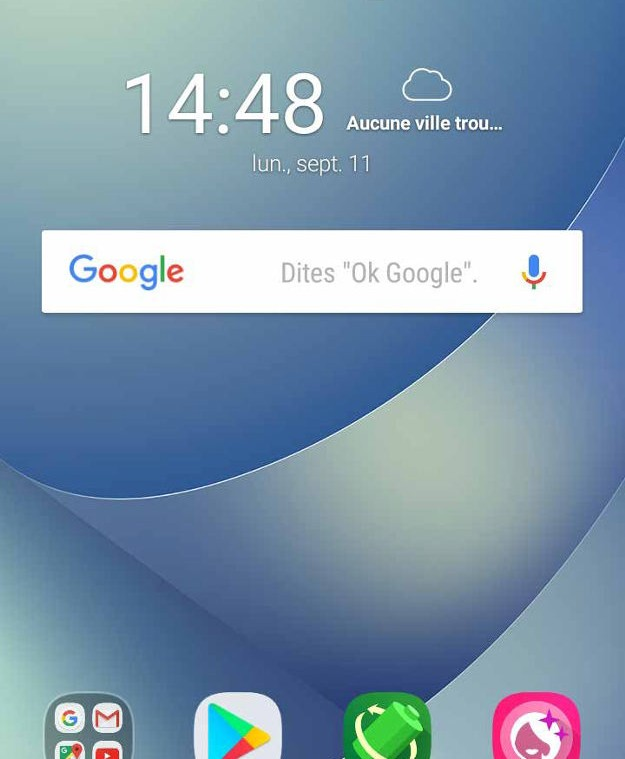 14:48
Aucune ville trou...
lun., sept. 11
Google Dites "Ok Google".